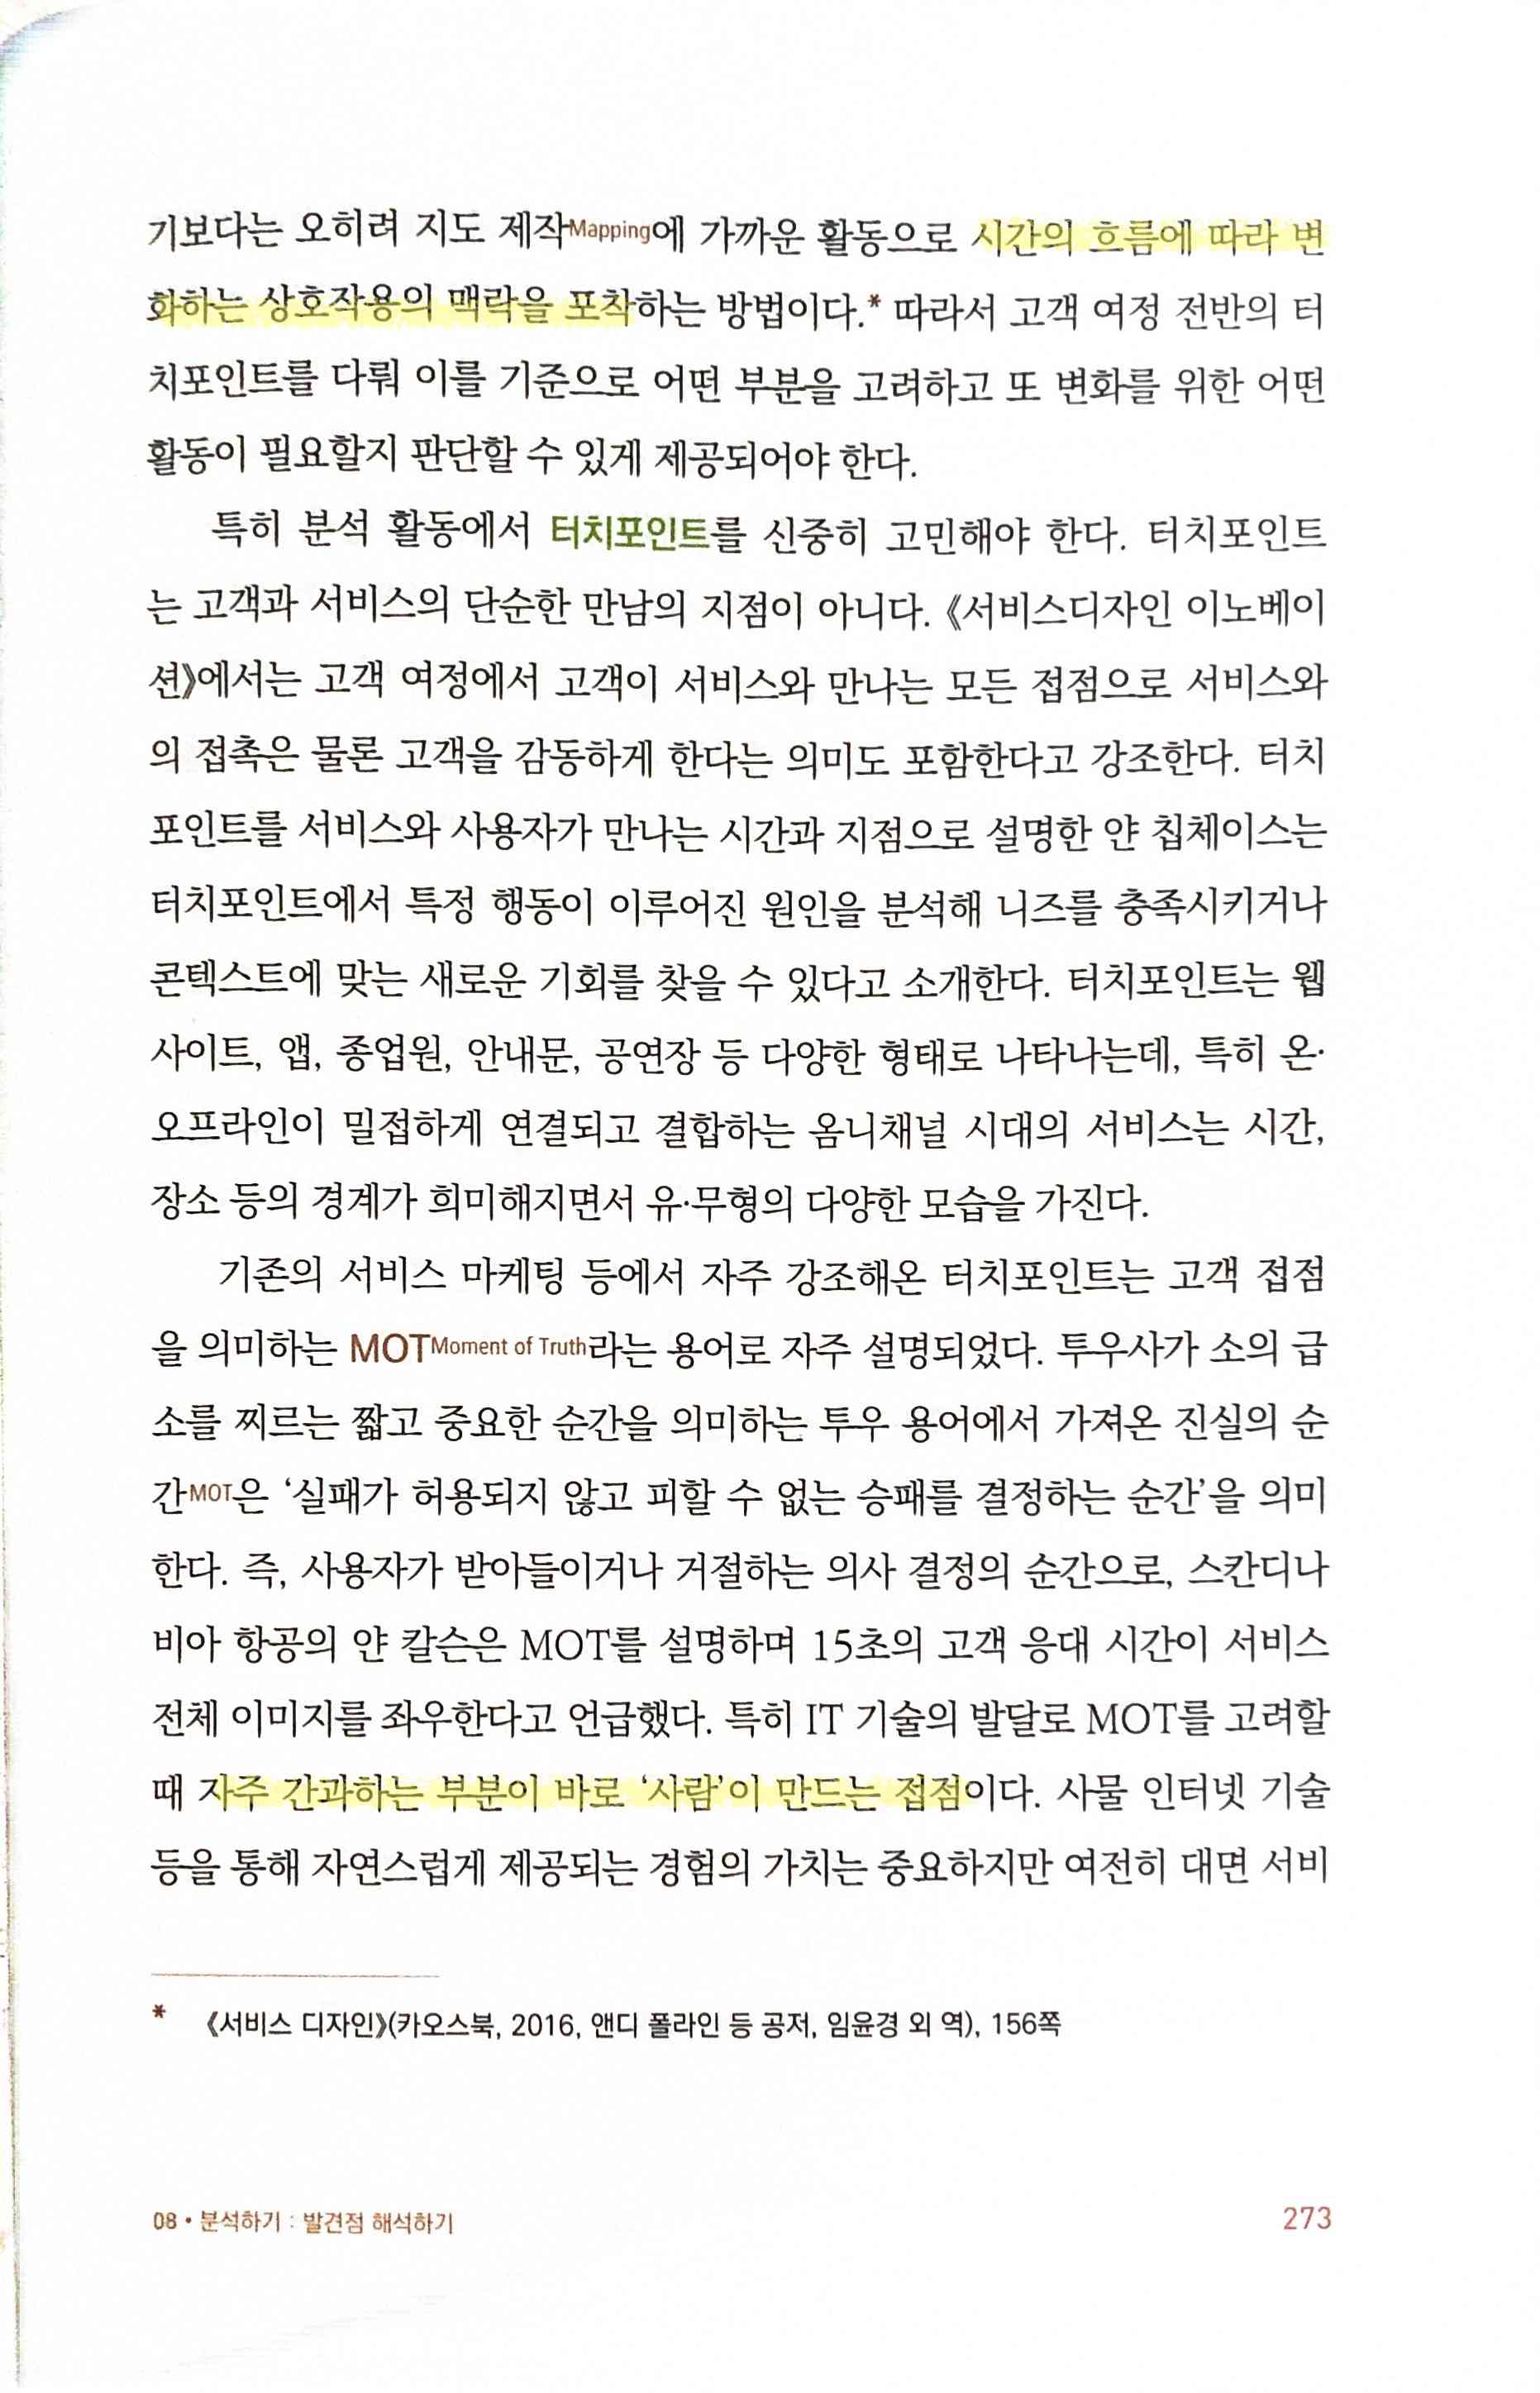 기보다는 오히려 지도 제작Mapping에 가까운 활동으로 시간의 흐름에 따라 변
화하는 상호작용의 맥락을 포착하는 방법이다.* 따라서 고객 여정 전반의 터
치포인트를 다뤄 이를 기준으로 어떤 부분을 고려하고 또 변화를 위한 어떤
활동이 필요할지 판단할 수 있게 제공되어야 한다.
특히 분석 활동에서 터치포인트를 신중히 고민해야 한다. 터치포인트
는 고객과 서비스의 단순한 만남의 지점이 아니다. 《서비스디자인 이노베이
션》에서는 고객 여정에서 고객이 서비스와 만나는 모든 접점으로 서비스와
의 접촉은 물론 고객을 감동하게 한다는 의미도 포함한다고 강조한다. 터치
포인트를 서비스와 사용자가 만나는 시간과 지점으로 설명한 얀 칩체이스는
터치포인트에서 특정 행동이 이루어진 원인을 분석해 니즈를 충족시키거나
콘텍스트에 맞는 새로운 기회를 찾을 수 있다고 소개한다. 터치포인트는 웹
사이트, 앱, 종업원, 안내문, 공연장 등 다양한 형태로 나타나는데, 특히 온·
오프라인이 밀접하게 연결되고 결합하는 옴니채널 시대의 서비스는 시간,
장소 등의 경계가 희미해지면서 유·무형의 다양한 모습을 가진다.
기존의 서비스 마케팅 등에서 자주 강조해온 터치포인트는 고객 접점
을 의미하는 MOTMoment of Truth라는 용어로 자주 설명되었다. 투우사가 소의 급
소를 찌르는 짧고 중요한 순간을 의미하는 투우 용어에서 가져온 진실의 순
간MOT은 ‘실패가 허용되지 않고 피할 수 없는 승패를 결정하는 순간’을 의미
한다. 즉, 사용자가 받아들이거나 거절하는 의사 결정의 순간으로, 스칸디나
비아 항공의 얀 칼슨은 MOT를 설명하며 15초의 고객 응대 시간이 서비스
전체 이미지를 좌우한다고 언급했다. 특히 IT 기술의 발달로 MOT를 고려할
때 자주 간과하는 부분이 바로 ‘사람’이 만드는 접점이다. 사물 인터넷 기술
등을 통해 자연스럽게 제공되는 경험의 가치는 중요하지만 여전히 대면 서비
* 《서비스 디자인》(카오스북, 2016, 앤디 폴라인 등 공저, 임윤경 외 역), 156쪽
08 • 분석하기 : 발견점 해석하기
273